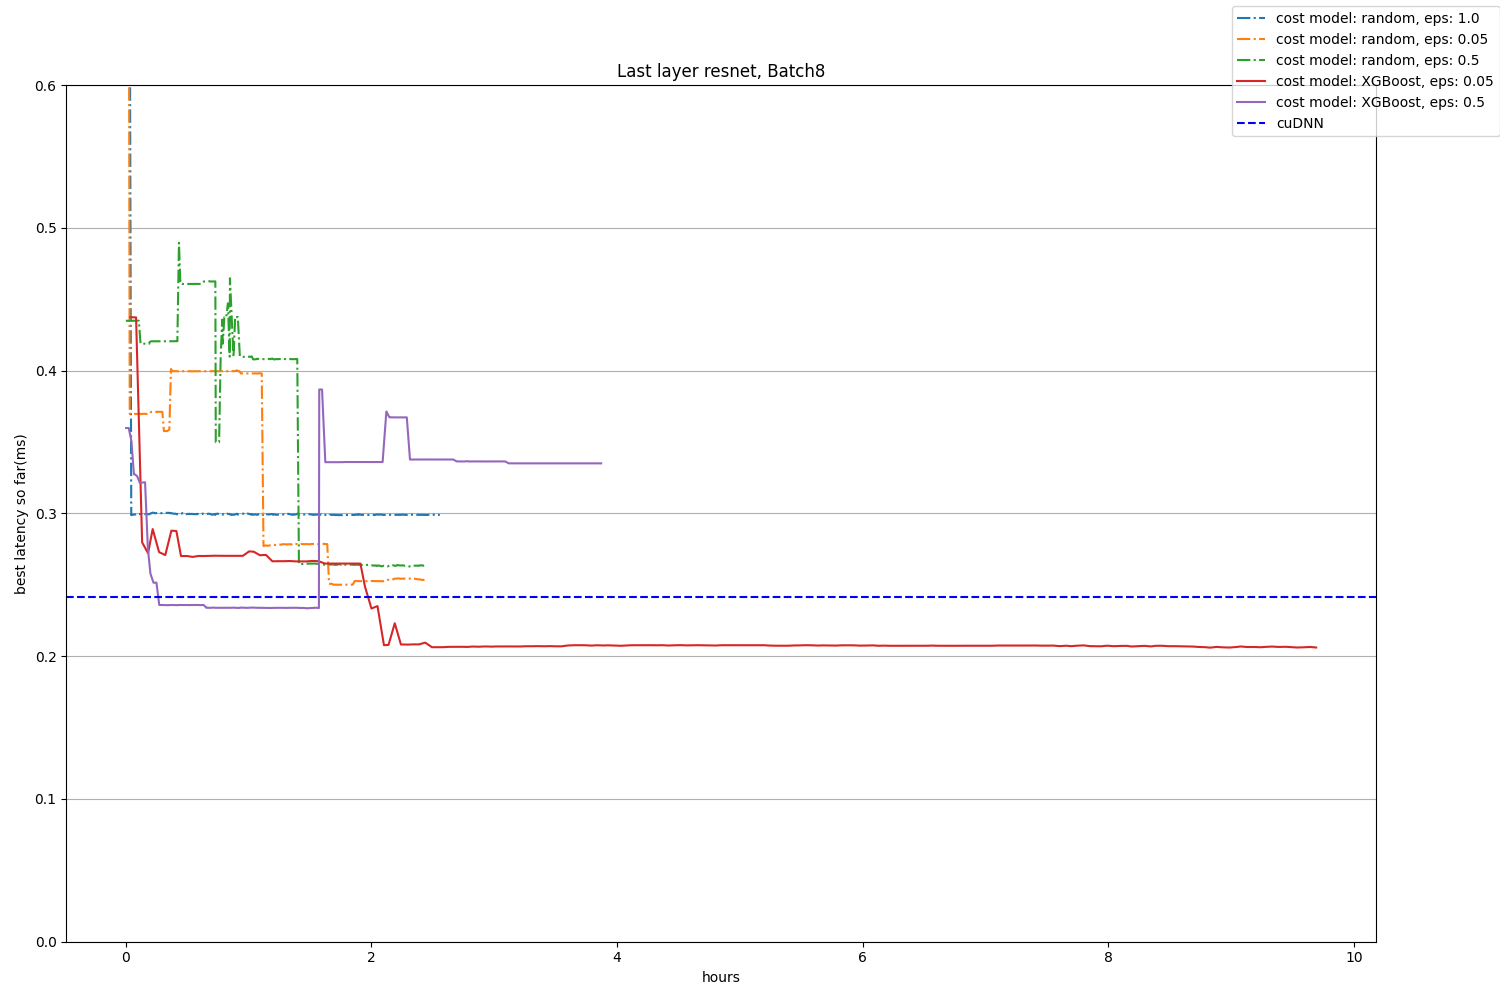 cost model: random, eps: 1.0
cost model: random, eps: 0.05
cost model: random, eps: 0.5
cost model: XGBoost, eps: 0.05
cost model: XGBoost, eps: 0.5
cuDNN
Last layer resnet, Batch8
0.6
0.5
0.4
0.3
0.2
0.1
0.0
best latency so far(ms)
0 2 4 6 8 10
hours